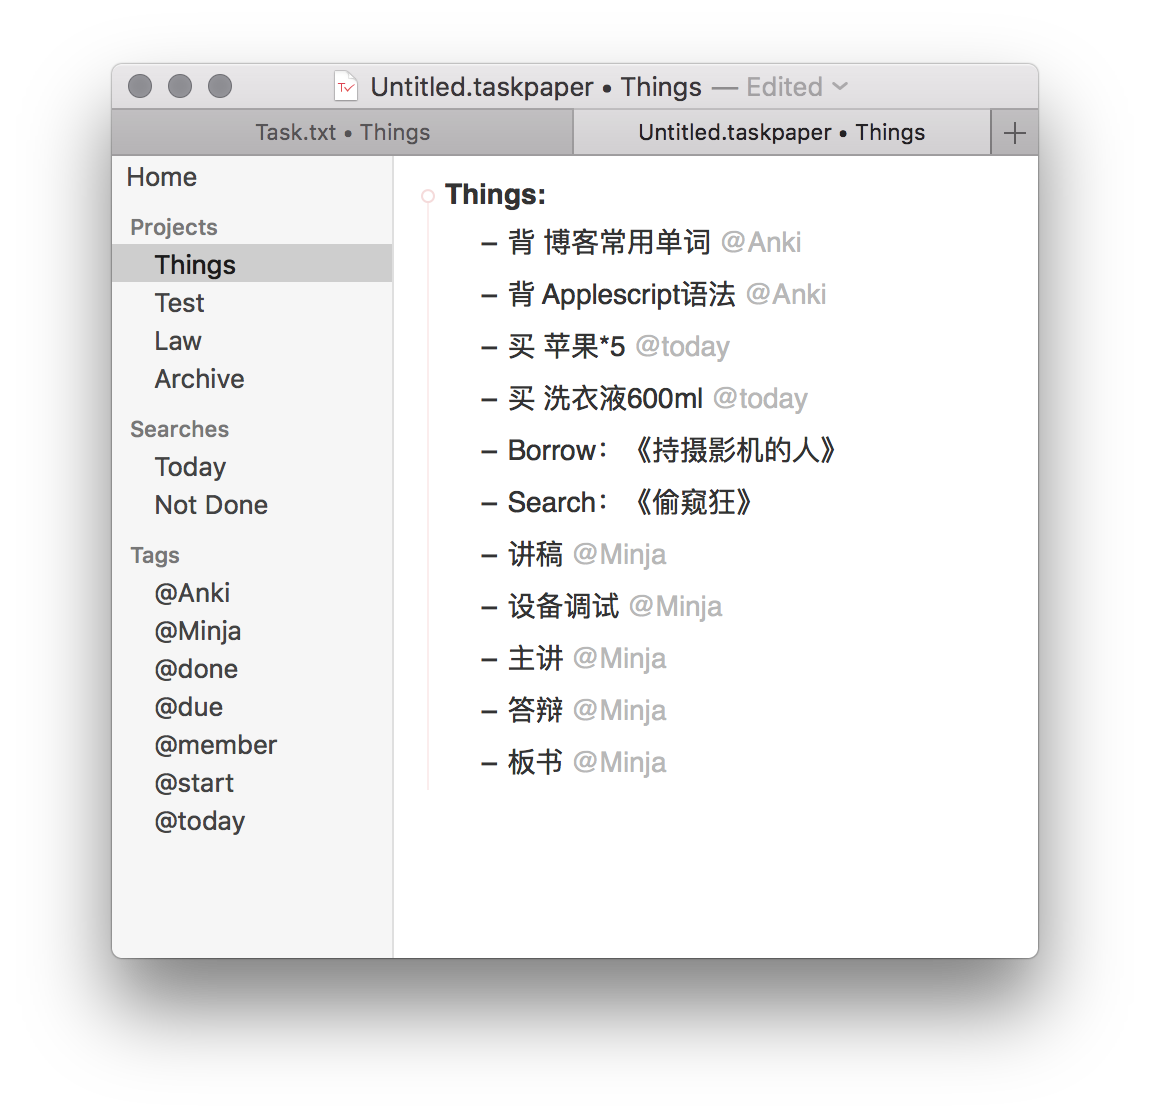 Untitled.taskpaper • Things — Edited
Task.txt • Things
Untitled.taskpaper • Things
Home
Projects
Things
Test
Law
Archive
Searches
Today
Not Done
Tags
@Anki
@Minja
@done
@due
@member
@start
@today
Things:
– 背 博客常用单词 @Anki
– 背 Applescript语法 @Anki
– 买 苹果*5 @today
– 买 洗衣液600ml @today
– Borrow：《持摄影机的人》
– Search：《偷窥狂》
– 讲稿 @Minja
– 设备调试 @Minja
– 主讲 @Minja
– 答辩 @Minja
– 板书 @Minja